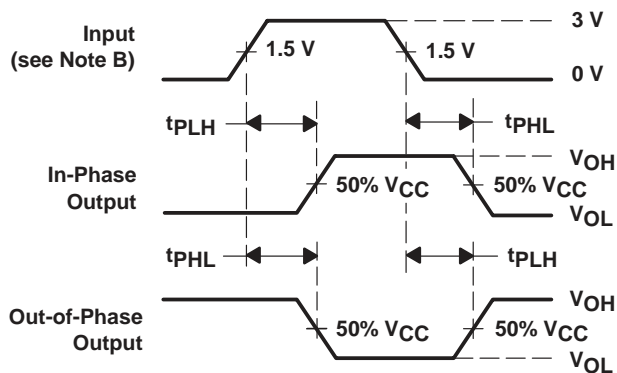 Input
(see Note B)
1.5 V
1.5 V
3 V
0 V
tPLH
tPHL
In-Phase
Output
50% VCC
50% VCC
VOH
VOL
tPHL
tPLH
Out-of-Phase
Output
50% VCC
50% VCC
VOH
VOL